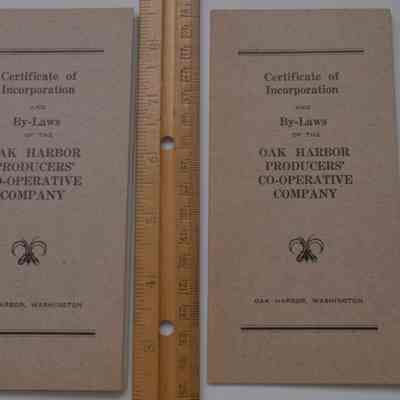 Certificate of
Incorporation
AND
By-Laws
OF THE
OAK HARBOR
PRODUCERS'
CO-OPERATIVE
COMPANY
OAK HARBOR, WASHINGTON
Certificate of
Incorporation
AND
By-Laws
OF THE
OAK HARBOR
PRODUCERS'
CO-OPERATIVE
COMPANY
OAK HARBOR, WASHINGTON